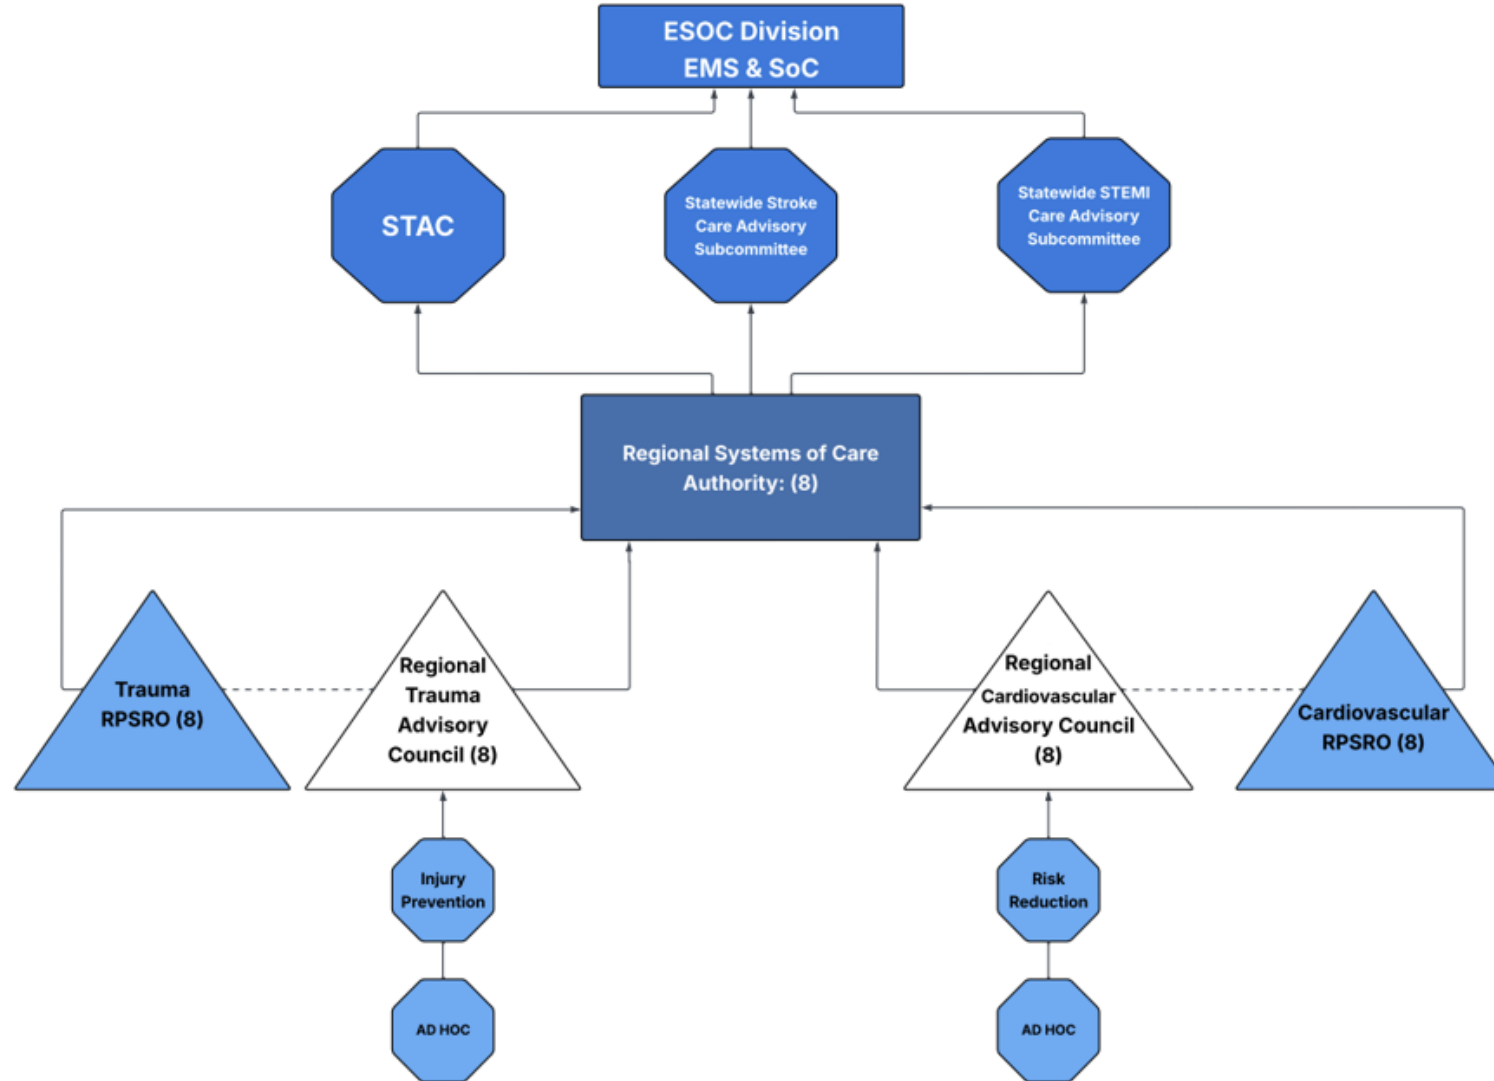 ESOC Division
EMS & SoC
STAC
Statewide Stroke
Care Advisory
Subcommittee
Statewide STEMI
Care Advisory
Subcommittee
Regional Systems of Care
Authority: (8)
Trauma
RPSRO (8)
Regional
Trauma
Advisory
Council (8)
Regional
Cardiovascular
Advisory Council
(8)
Cardiovascular
RPSRO (8)
Injury
Prevention
Risk
Reduction
AD HOC
AD HOC